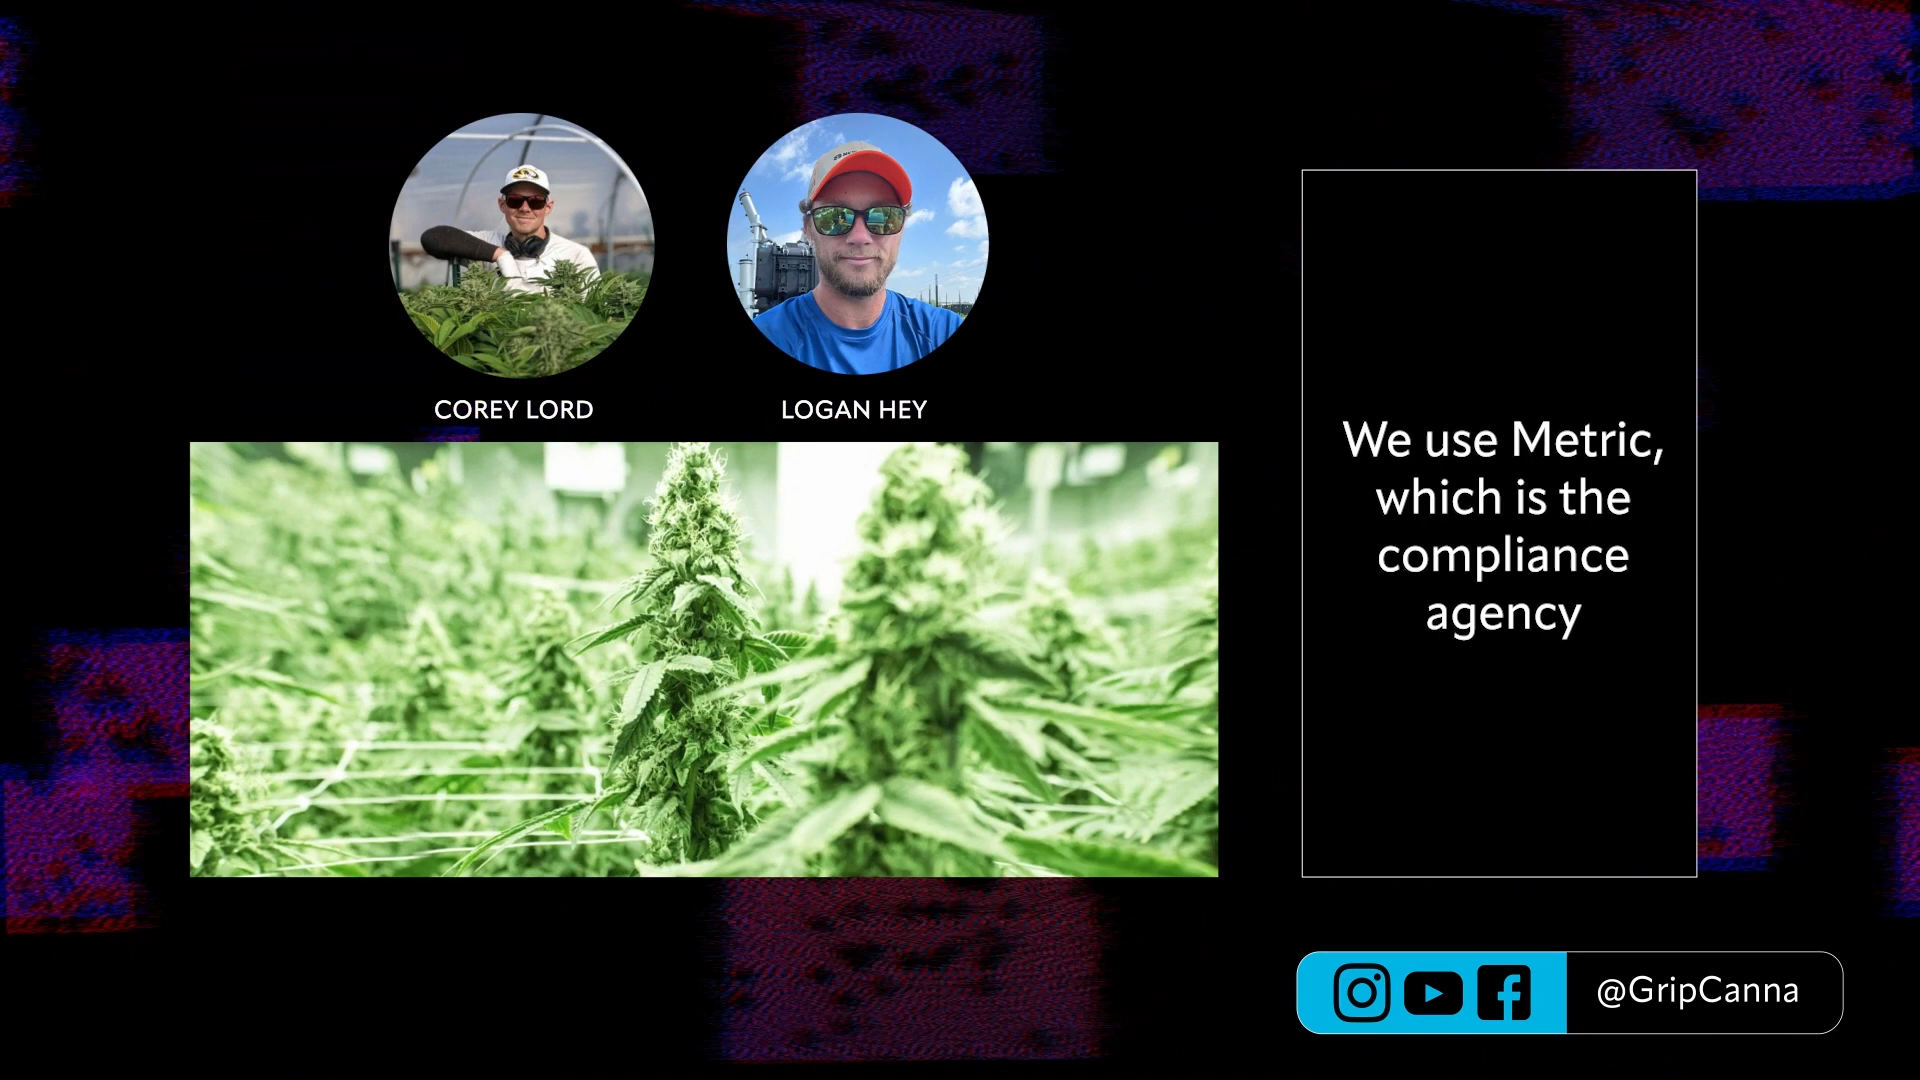 COREY LORD
LOGAN HEY
We use Metric,
which is the
compliance
agency
@GripCanna